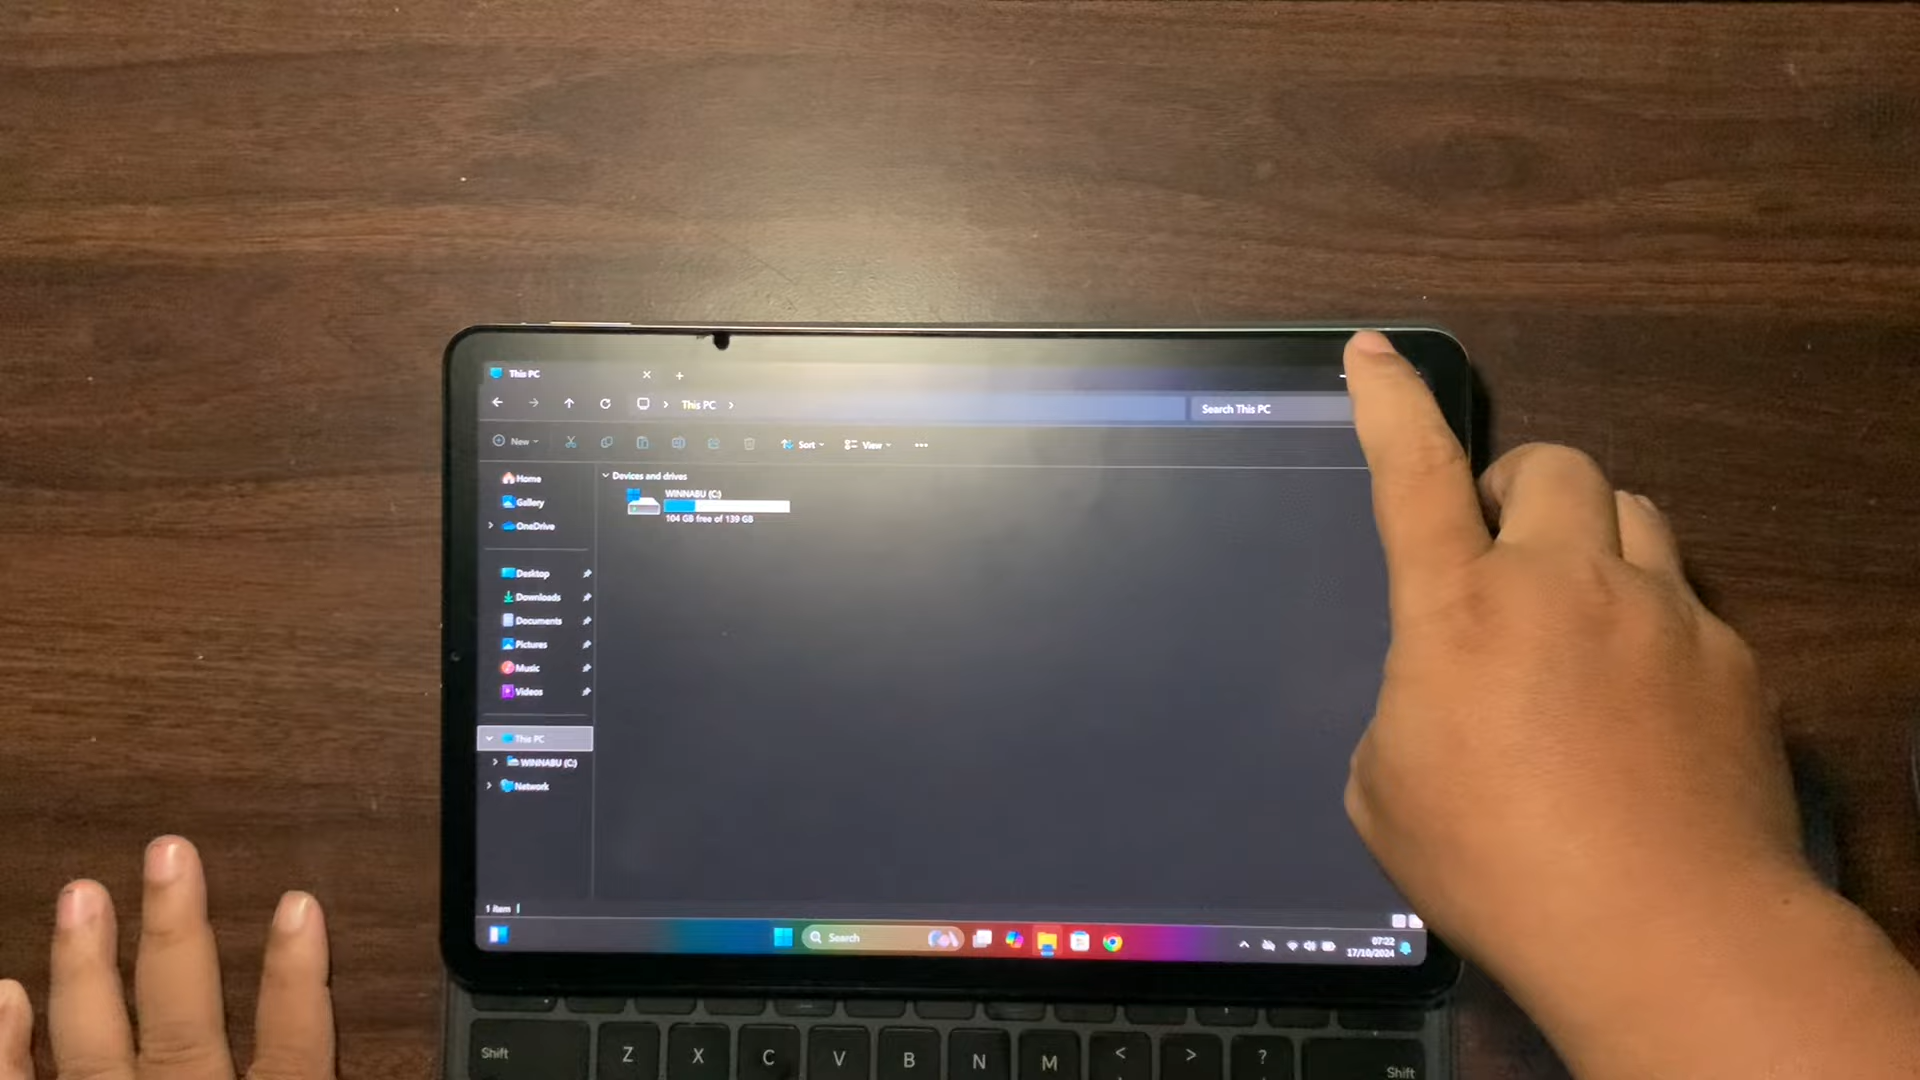 This PC
This PC
Search This PC
New
Sort
View
Home
Gallery
OneDrive
Desktop
Downloads
Documents
Pictures
Music
Videos
This PC
WINNABU (C:)
Network
Devices and drives
WINNABU (C:)
104 GB free of 139 GB
1 item
Search
07:22
17/10/2024
Shift Z X C V B N M < > ? Shift